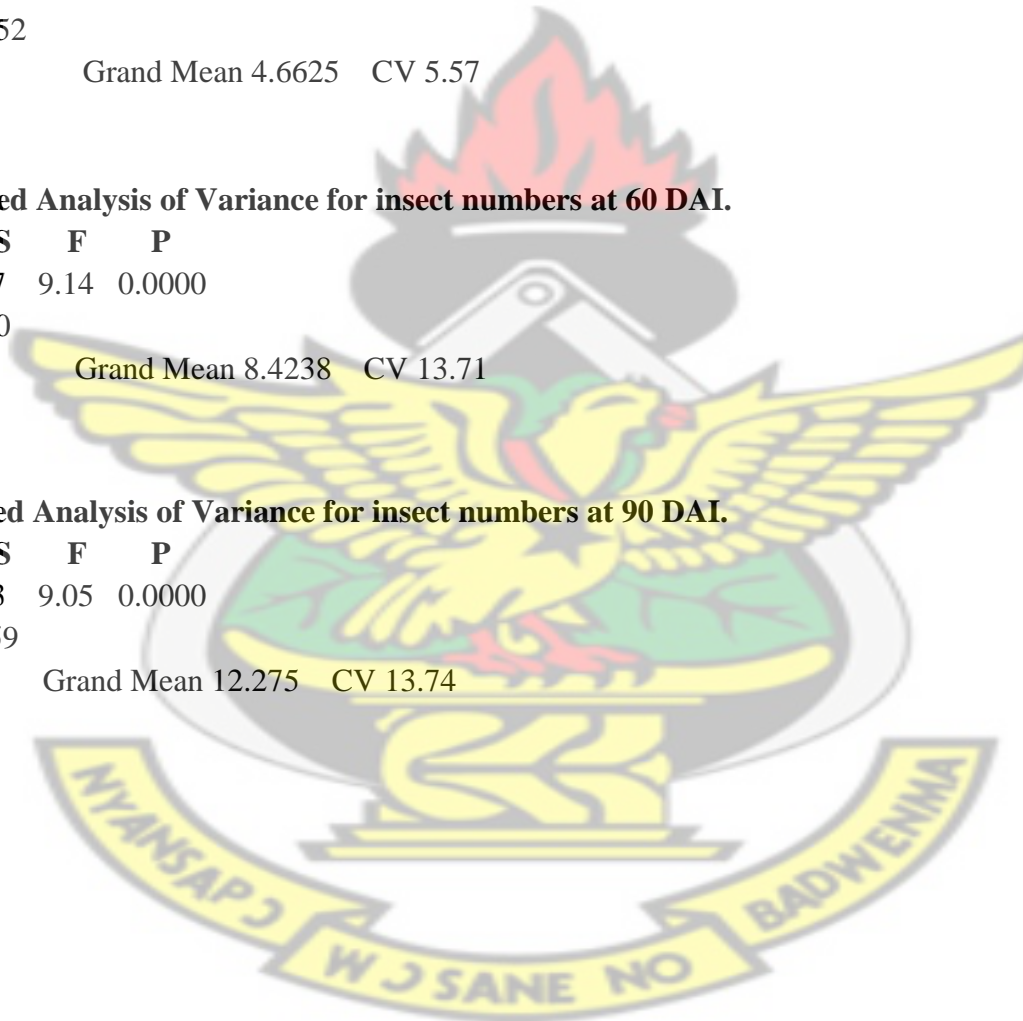 52
Grand Mean 4.6625 CV 5.57
ed Analysis of Variance for insect numbers at 60 DAI.
S F P
7 9.14 0.0000
0
Grand Mean 8.4238 CV 13.71
ed Analysis of Variance for insect numbers at 90 DAI.
S F P
3 9.05 0.0000
59
Grand Mean 12.275 CV 13.74
NYANSAPƆ
WƆSANE NO
BADWENMA